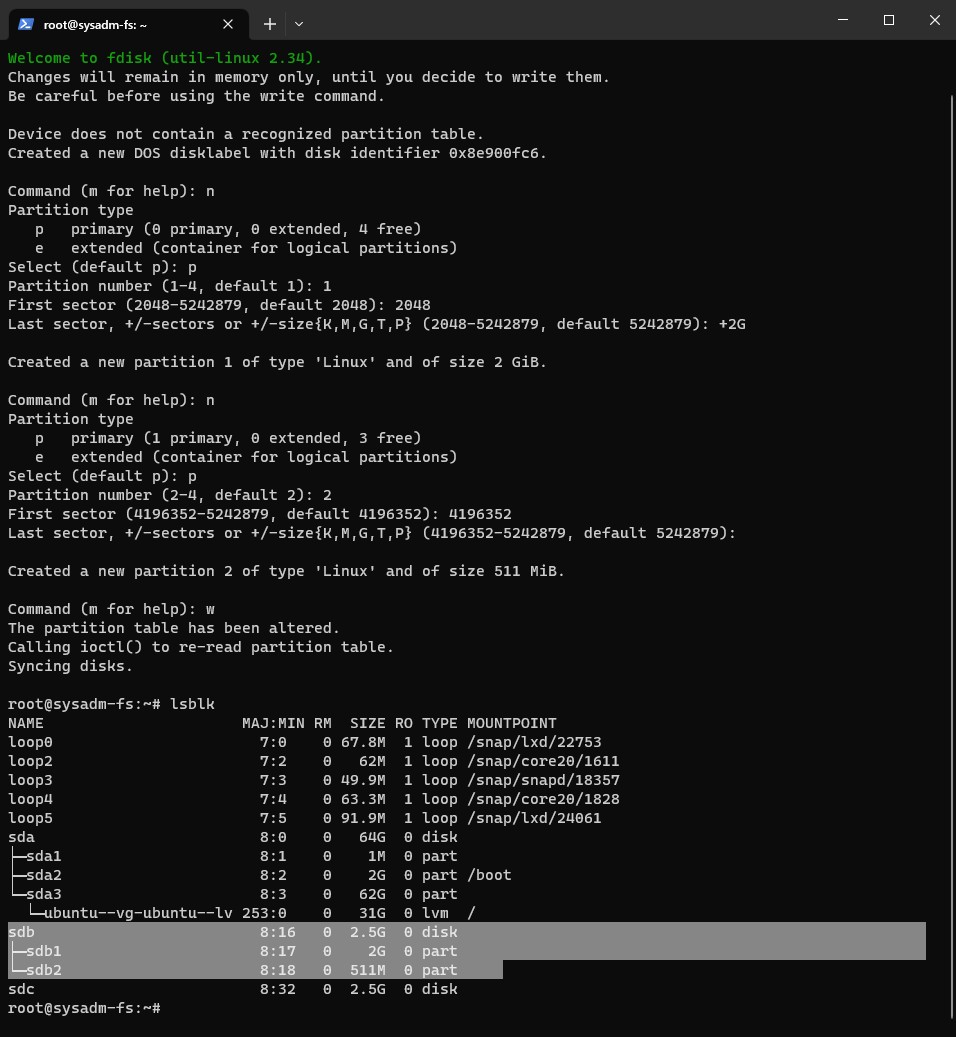 root@sysadm-fs: ~
Welcome to fdisk (util-linux 2.34).
Changes will remain in memory only, until you decide to write them.
Be careful before using the write command.

Device does not contain a recognized partition table.
Created a new DOS disklabel with disk identifier 0x8e900fc6.

Command (m for help): n
Partition type
   p   primary (0 primary, 0 extended, 4 free)
   e   extended (container for logical partitions)
Select (default p): p
Partition number (1-4, default 1): 1
First sector (2048-5242879, default 2048): 2048
Last sector, +/-sectors or +/-size{K,M,G,T,P} (2048-5242879, default 5242879): +2G

Created a new partition 1 of type 'Linux' and of size 2 GiB.

Command (m for help): n
Partition type
   p   primary (1 primary, 0 extended, 3 free)
   e   extended (container for logical partitions)
Select (default p): p
Partition number (2-4, default 2): 2
First sector (4196352-5242879, default 4196352): 4196352
Last sector, +/-sectors or +/-size{K,M,G,T,P} (4196352-5242879, default 5242879):

Created a new partition 2 of type 'Linux' and of size 511 MiB.

Command (m for help): w
The partition table has been altered.
Calling ioctl() to re-read partition table.
Syncing disks.

root@sysadm-fs:~# lsblk
NAME                      MAJ:MIN RM   SIZE RO TYPE MOUNTPOINT
loop0                       7:0    0 67.8M  1 loop /snap/lxd/22753
loop2                       7:2    0   62M  1 loop /snap/core20/1611
loop3                       7:3    0 49.9M  1 loop /snap/snapd/18357
loop4                       7:4    0 63.3M  1 loop /snap/core20/1828
loop5                       7:5    0 91.9M  1 loop /snap/lxd/24061
sda                         8:0    0   64G  0 disk
├─sda1                      8:1    0    1M  0 part
├─sda2                      8:2    0    2G  0 part /boot
└─sda3                      8:3    0   62G  0 part
  └─ubuntu--vg-ubuntu--lv 253:0    0   31G  0 lvm  /
sdb                         8:16   0  2.5G  0 disk
├─sdb1                      8:17   0    2G  0 part
└─sdb2                      8:18   0  511M  0 part
sdc                         8:32   0  2.5G  0 disk
root@sysadm-fs:~#